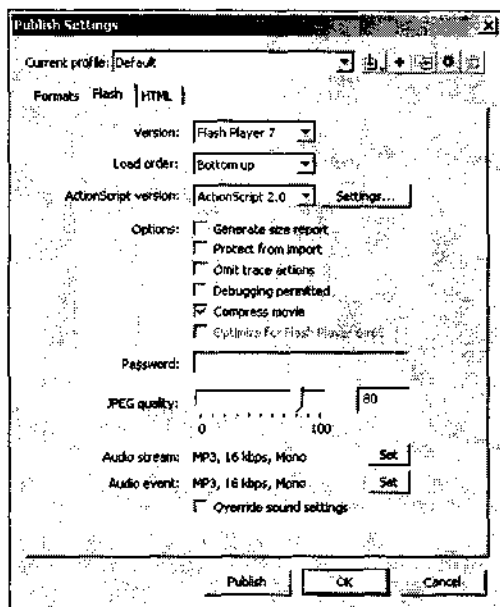 Publish Settings
Current profile: Default
Formats Flash HTML
Version: Flash Player 7
Load order: Bottom up
ActionScript version: ActionScript 2.0 Settings...
Options: Generate size report
Protect from import
Omit trace actions
Debugging permitted
Compress movie
Optimize for Flash Player
Password:
JPEG quality: 80
0 100
Audio stream: MP3, 16 kbps, Mono Set
Audio event: MP3, 16 kbps, Mono Set
Override sound settings
Publish OK Cancel